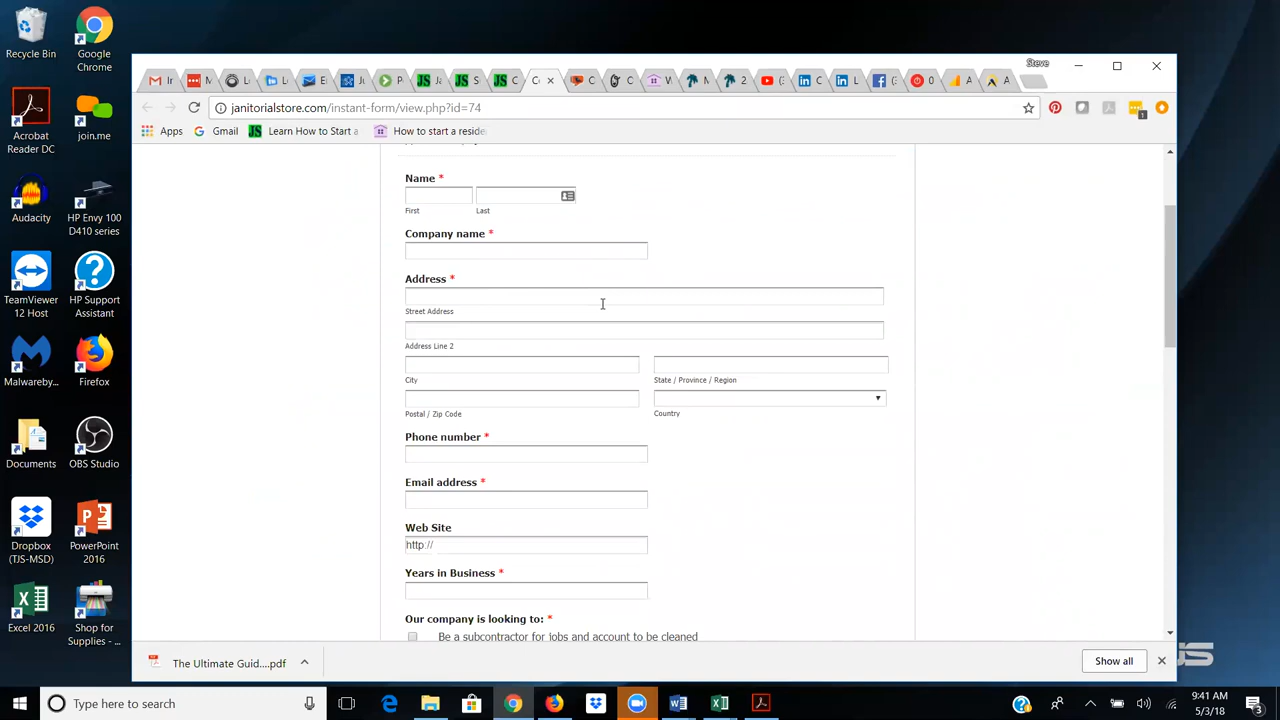 Recycle Bin
Google Chrome
Acrobat Reader DC
join.me
Audacity
HP Envy 100 D410 series
TeamViewer 12 Host
HP Support Assistant
Malwareby...
Firefox
Documents
OBS Studio
Dropbox (TJS-MSD)
PowerPoint 2016
Excel 2016
Shop for Supplies - ...
Steve
janitorialstore.com/instant-form/view.php?id=74
Apps
Gmail
Learn How to Start a
How to start a reside
Name *
First
Last
Company name *
Address *
Street Address
Address Line 2
City
State / Province / Region
Postal / Zip Code
Country
Phone number *
Email address *
Web Site
http://
Years in Business *
Our company is looking to: *
Be a subcontractor for jobs and account to be cleaned
The Ultimate Guid....pdf
Show all
JS
Type here to search
9:41 AM
5/3/18
3